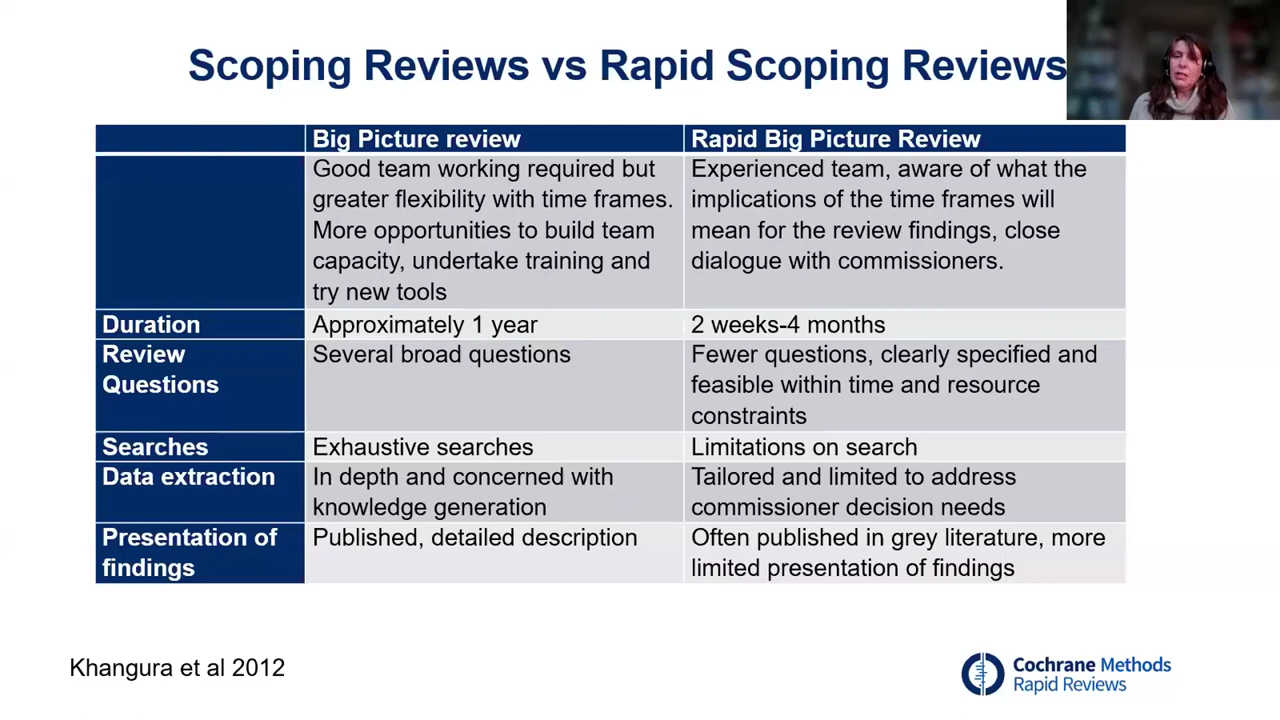 Scoping Reviews vs Rapid Scoping Reviews
Big Picture review
Rapid Big Picture Review
Good team working required but
greater flexibility with time frames.
More opportunities to build team
capacity, undertake training and
try new tools
Experienced team, aware of what the
implications of the time frames will
mean for the review findings, close
dialogue with commissioners.
Duration
Approximately 1 year
2 weeks-4 months
Review
Questions
Several broad questions
Fewer questions, clearly specified and
feasible within time and resource
constraints
Searches
Exhaustive searches
Limitations on search
Data extraction
In depth and concerned with
knowledge generation
Tailored and limited to address
commissioner decision needs
Presentation of
findings
Published, detailed description
Often published in grey literature, more
limited presentation of findings
Khangura et al 2012
Cochrane Methods
Rapid Reviews